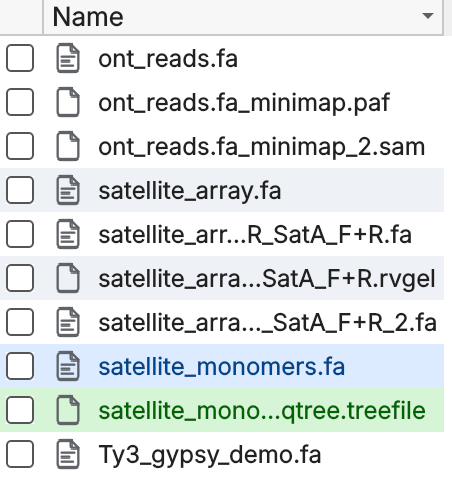 Name
ont_reads.fa
ont_reads.fa_minimap.paf
ont_reads.fa_minimap_2.sam
satellite_array.fa
satellite_arr...R_SatA_F+R.fa
satellite_arra...SatA_F+R.rvgel
satellite_arra..._SatA_F+R_2.fa
satellite_monomers.fa
satellite_mono...qtree.treefile
Ty3_gypsy_demo.fa